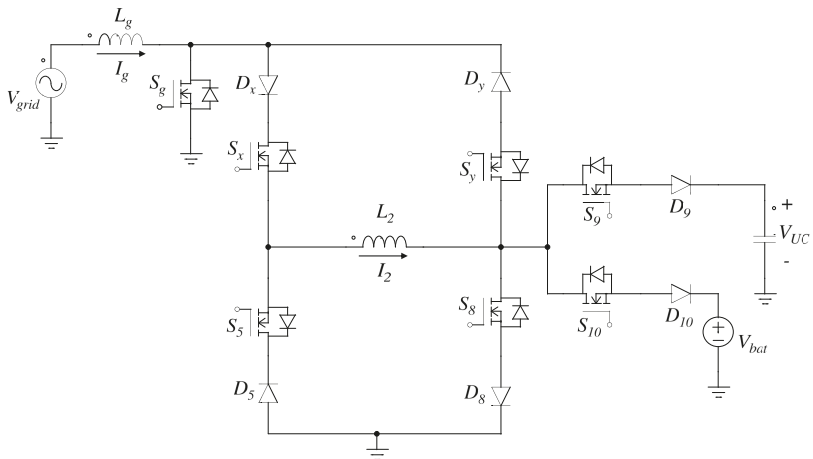 L_g
I_g
V_grid
S_g
D_x
D_y
S_x
S_y
L_2
I_2
S_9
D_9
+
V_UC
-
S_5
S_8
S_10
D_10
+
−
V_bat
D_5
D_8